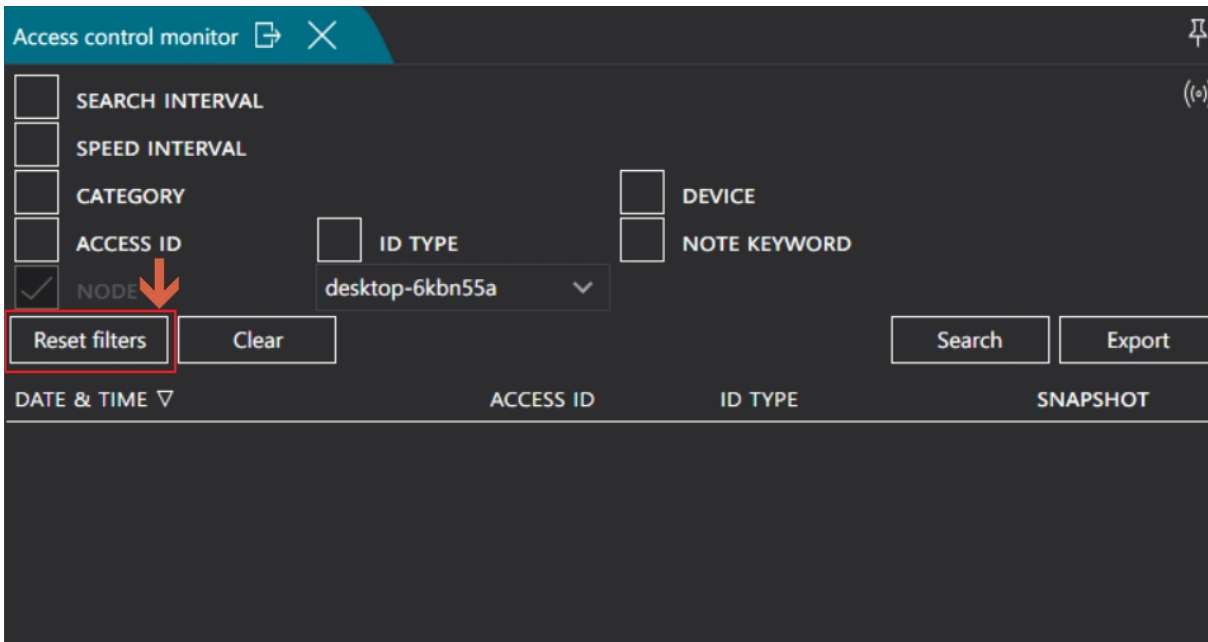 Access control monitor
SEARCH INTERVAL
SPEED INTERVAL
CATEGORY DEVICE
ACCESS ID ID TYPE NOTE KEYWORD
NODE desktop-6kbn55a
Reset filters Clear Search Export
DATE & TIME ACCESS ID ID TYPE SNAPSHOT